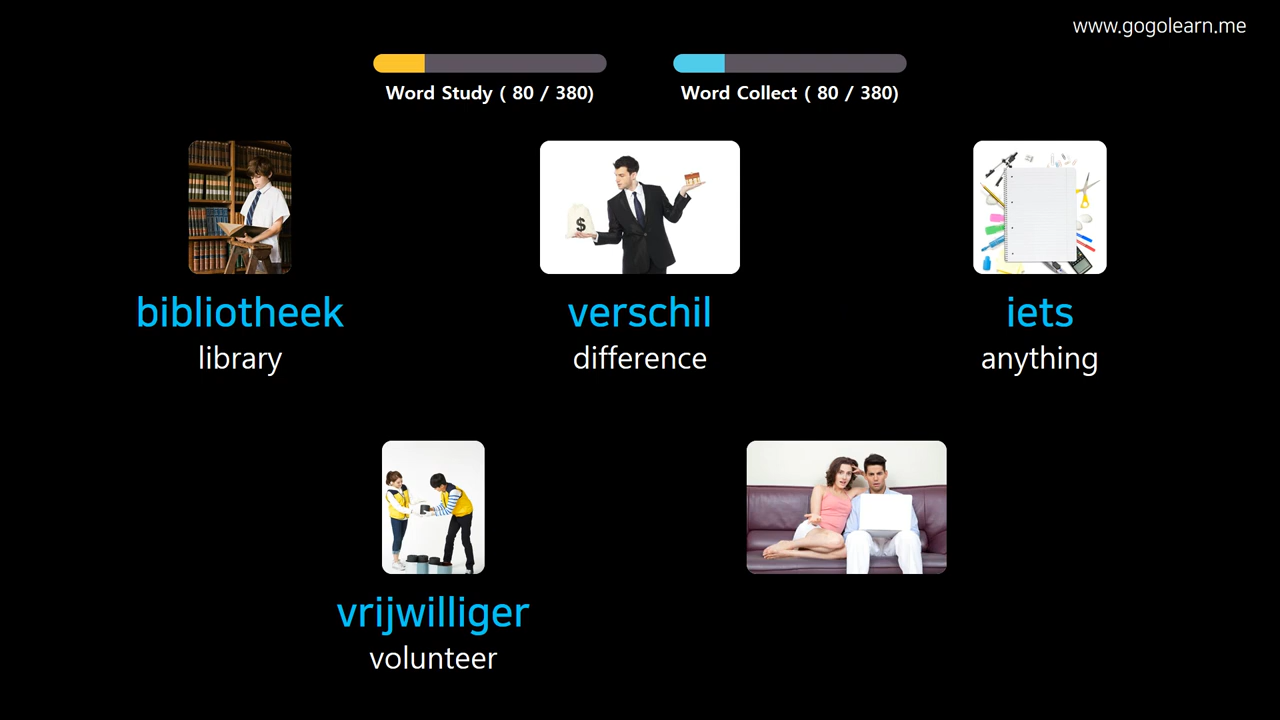 www.gogolearn.me
Word Study ( 80 / 380)
Word Collect ( 80 / 380)
$
bibliotheek
library
verschil
difference
iets
anything
vrijwilliger
volunteer